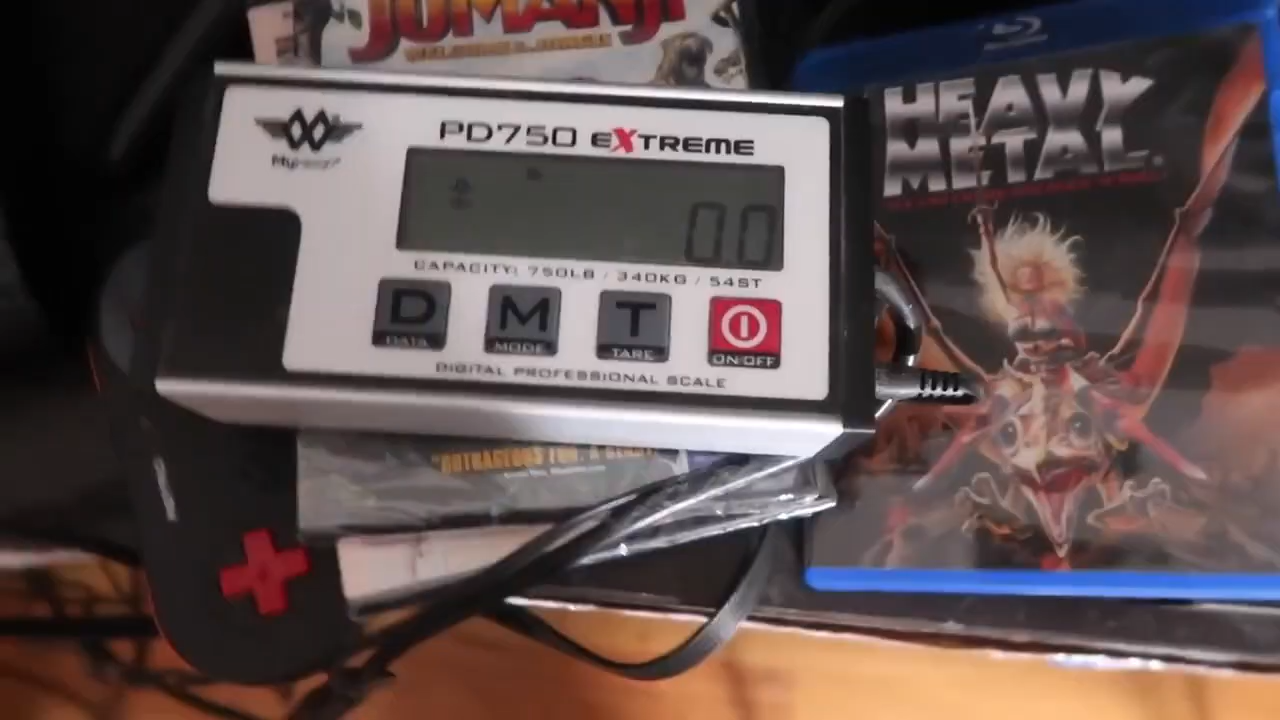 JUMANJI
PD750 EXTREME
My
0.0
CAPACITY: 750LB / 340KG / 54ST
D
DATA
M
MODE
T
TARE
ON/OFF
DIGITAL PROFESSIONAL SCALE
HEAVY
METAL
"OUTRAGEOUS FUN. A